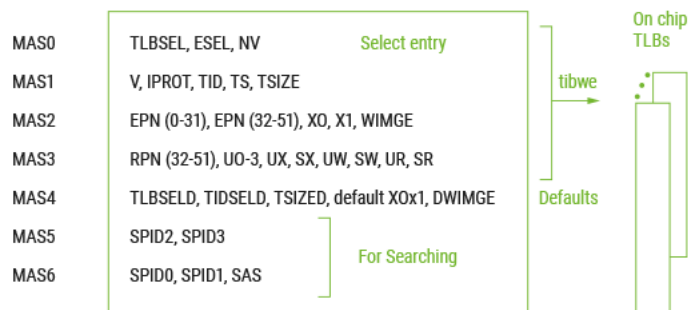 On chip
TLBs
MAS0 TLBSEL, ESEL, NV Select entry
MAS1 V, IPROT, TID, TS, TSIZE tibwe
MAS2 EPN (0-31), EPN (32-51), XO, X1, WIMGE
MAS3 RPN (32-51), UO-3, UX, SX, UW, SW, UR, SR
MAS4 TLBSELD, TIDSELD, TSIZED, default XOx1, DWIMGE Defaults
MAS5 SPID2, SPID3
For Searching
MAS6 SPID0, SPID1, SAS